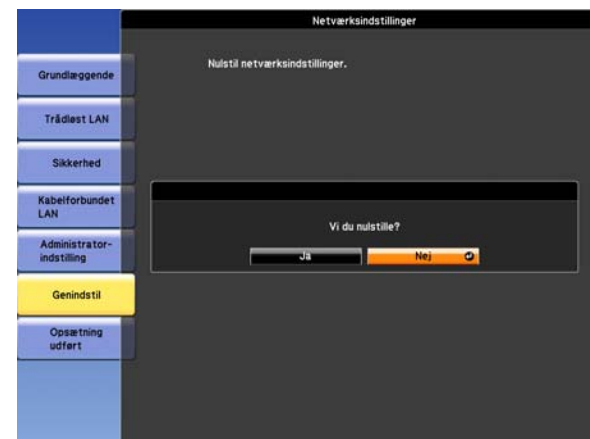 Netværksindstillinger
Nulstil netværksindstillinger.
Grundlæggende
Trådløst LAN
Sikkerhed
Kabelforbundet
LAN
Administrator-
indstilling
Genindstil
Opsætning
udført
Vi du nulstille?
Ja
Nej